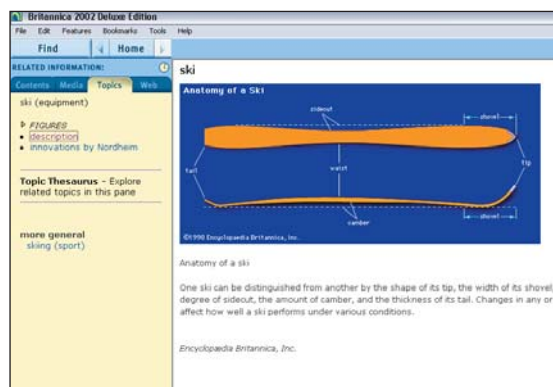 Britannica 2002 Deluxe Edition
File Edit Features Bookmarks Tools Help
Find Home
RELATED INFORMATION:
Contents Media Topics Web
ski (equipment)
FIGURES
description
innovations by Nordheim
Topic Thesaurus - Explore
related topics in this pane
more general
skiing (sport)
ski
Anatomy of a Ski
sidecut
shovel
tail
waist
tip
camber
shovel
©1998 Encyclopaedia Britannica, Inc.
Anatomy of a ski
One ski can be distinguished from another by the shape of its tip, the width of its shovel,
degree of sidecut, the amount of camber, and the thickness of its tail. Changes in any or
affect how well a ski performs under various conditions.
Encyclopædia Britannica, Inc.